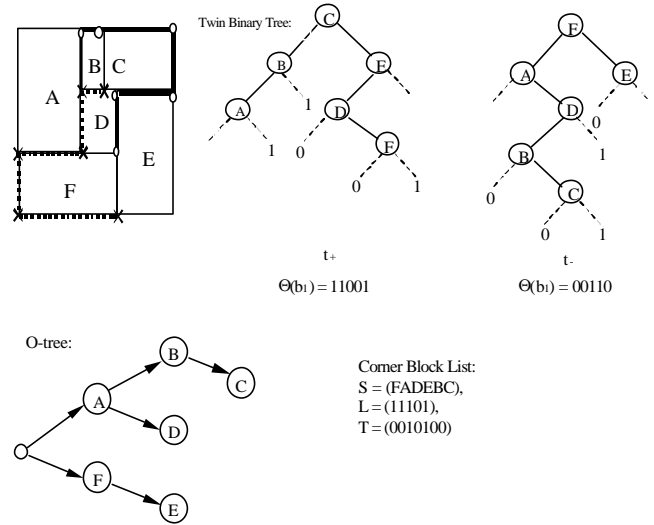 A
B
C
D
E
F
Twin Binary Tree:
C
B
E
A
1
D
1
0
F
0
1
t+
Θ(b1) = 11001
F
A
E
D
0
B
1
0
C
0
1
t-
Θ(b1) = 00110
O-tree:
B
C
A
D
F
E
Corner Block List:
S = (FADEBC),
L = (11101),
T = (0010100)